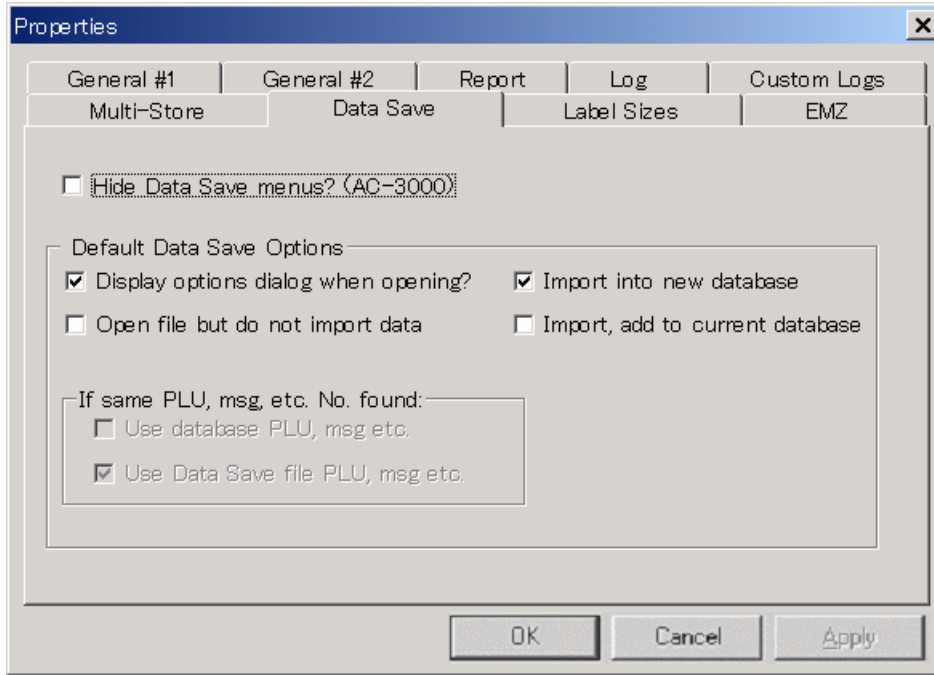 Properties
General #1 General #2 Report Log Custom Logs
Multi-Store Data Save Label Sizes EMZ
Hide Data Save menus? (AC-3000)
Default Data Save Options
Display options dialog when opening? Import into new database
Open file but do not import data Import, add to current database
If same PLU, msg, etc. No. found:
Use database PLU, msg etc.
Use Data Save file PLU, msg etc.
OK Cancel Apply